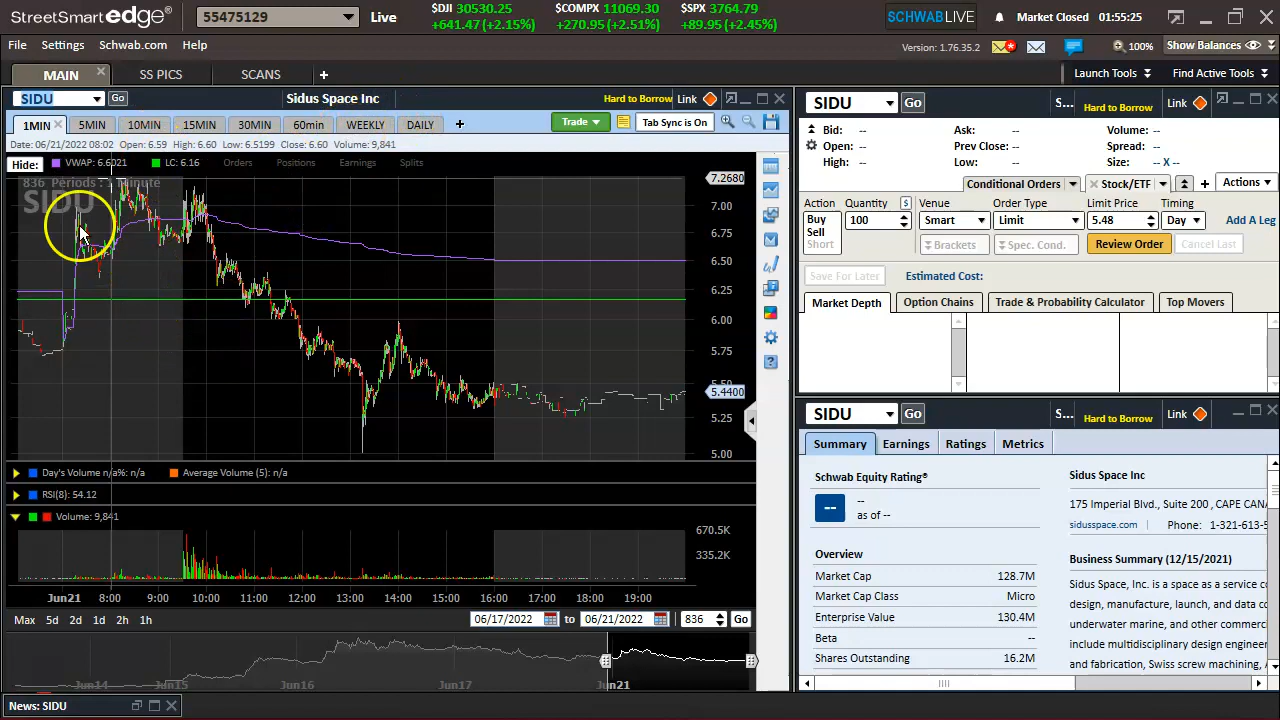 StreetSmart edge®
55475129
Live
$DJI 30530.25
+641.47 (+2.15%)
$COMPX 11069.30
+270.95 (+2.51%)
$SPX 3764.79
+89.95 (+2.45%)
SCHWABLIVE
Market Closed
01:55:25
File Settings Schwab.com Help
Version: 1.76.35.2
100%
Show Balances
MAIN
SS PICS
SCANS
Launch Tools
Find Active Tools
SIDU
Go
Sidus Space Inc
Hard to Borrow
Link
1MIN 5MIN 10MIN 15MIN 30MIN 60min WEEKLY DAILY
Trade
Tab Sync is On
Date: 06/21/2022 08:02 Open: 6.59 High: 6.60 Low: 6.5199 Close: 6.60 Volume: 9,841
Hide:
VWAP: 6.6021
LC: 6.16
Orders
Positions
Earnings
Splits
836 Periods : 1 Minute
SIDU
7.2680
7.00
6.75
6.50
6.25
6.00
5.75
5.50
5.4400
5.25
5.00
Day's Volume n/a%: n/a
Average Volume (5): n/a
RSI(8): 54.12
Volume: 9,841
670.5K
335.2K
Jun21 8:00 9:00 10:00 11:00 12:00 13:00 14:00 15:00 16:00 17:00 18:00 19:00
Max 5d 2d 1d 2h 1h
06/17/2022 to 06/21/2022
836
Go
Jun14 Jun15 Jun16 Jun17 Jun21
News: SIDU
SIDU
Go
S...
Hard to Borrow
Link
Bid: -- Ask: -- Volume: --
Open: -- Prev Close: -- Spread: --
High: -- Low: -- Size: -- X --
Conditional Orders
Stock/ETF
Actions
Action
Quantity
$
Venue
Order Type
Limit Price
Timing
Buy
Sell
Short
100
Smart
Limit
5.48
Day
Add A Leg
Brackets
Spec. Cond.
Review Order
Cancel Last
Save For Later
Estimated Cost:
Market Depth
Option Chains
Trade & Probability Calculator
Top Movers
SIDU
Go
S...
Hard to Borrow
Link
Summary
Earnings
Ratings
Metrics
Schwab Equity Rating®
--
--
as of --
Overview
Market Cap 128.7M
Market Cap Class Micro
Enterprise Value 130.4M
Beta --
Shares Outstanding 16.2M
Sidus Space Inc
175 Imperial Blvd., Suite 200 , CAPE CANA
sidusspace.com | Phone: 1-321-613-5
Business Summary (12/15/2021)
Sidus Space, Inc. is a space as a service co
design, manufacture, launch, and data co
underwater marine, and other commerc
include multidisciplinary design engineer
and fabrication, Swiss screw machining, A